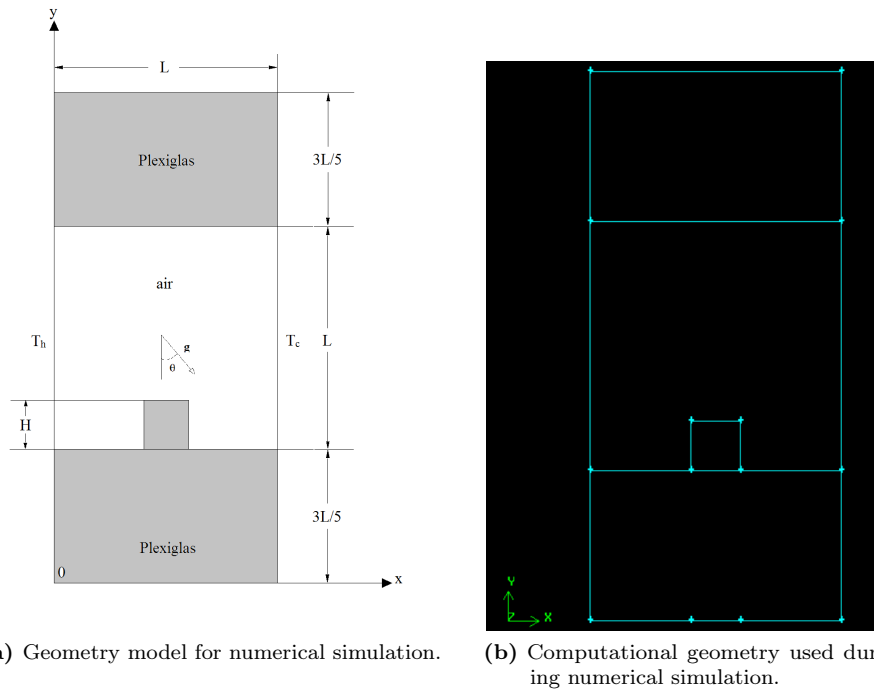 y
L
Plexiglas
3L/5
air
g
θ
Th
Tc
L
H
3L/5
Plexiglas
0
x
Y
Z
X
) Geometry model for numerical simulation.
(b) Computational geometry used dur
ing numerical simulation.